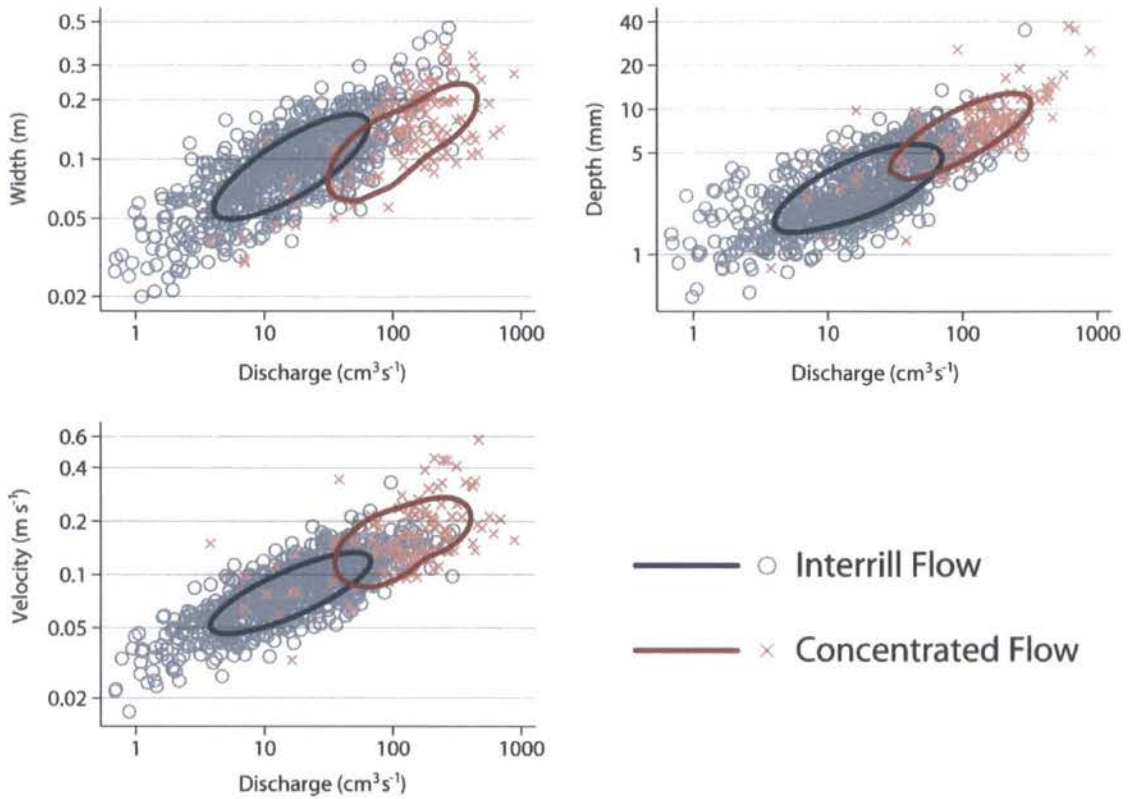 0.5
0.3
0.2
0.1
0.05
0.02
Width (m)
1 10 100 1000
Discharge (cm³s⁻¹)
40
20
10
5
1
Depth (mm)
1 10 100 1000
Discharge (cm³s⁻¹)
0.6
0.4
0.2
0.1
0.05
0.02
Velocity (m s⁻¹)
1 10 100 1000
Discharge (cm³s⁻¹)
Interrill Flow
Concentrated Flow